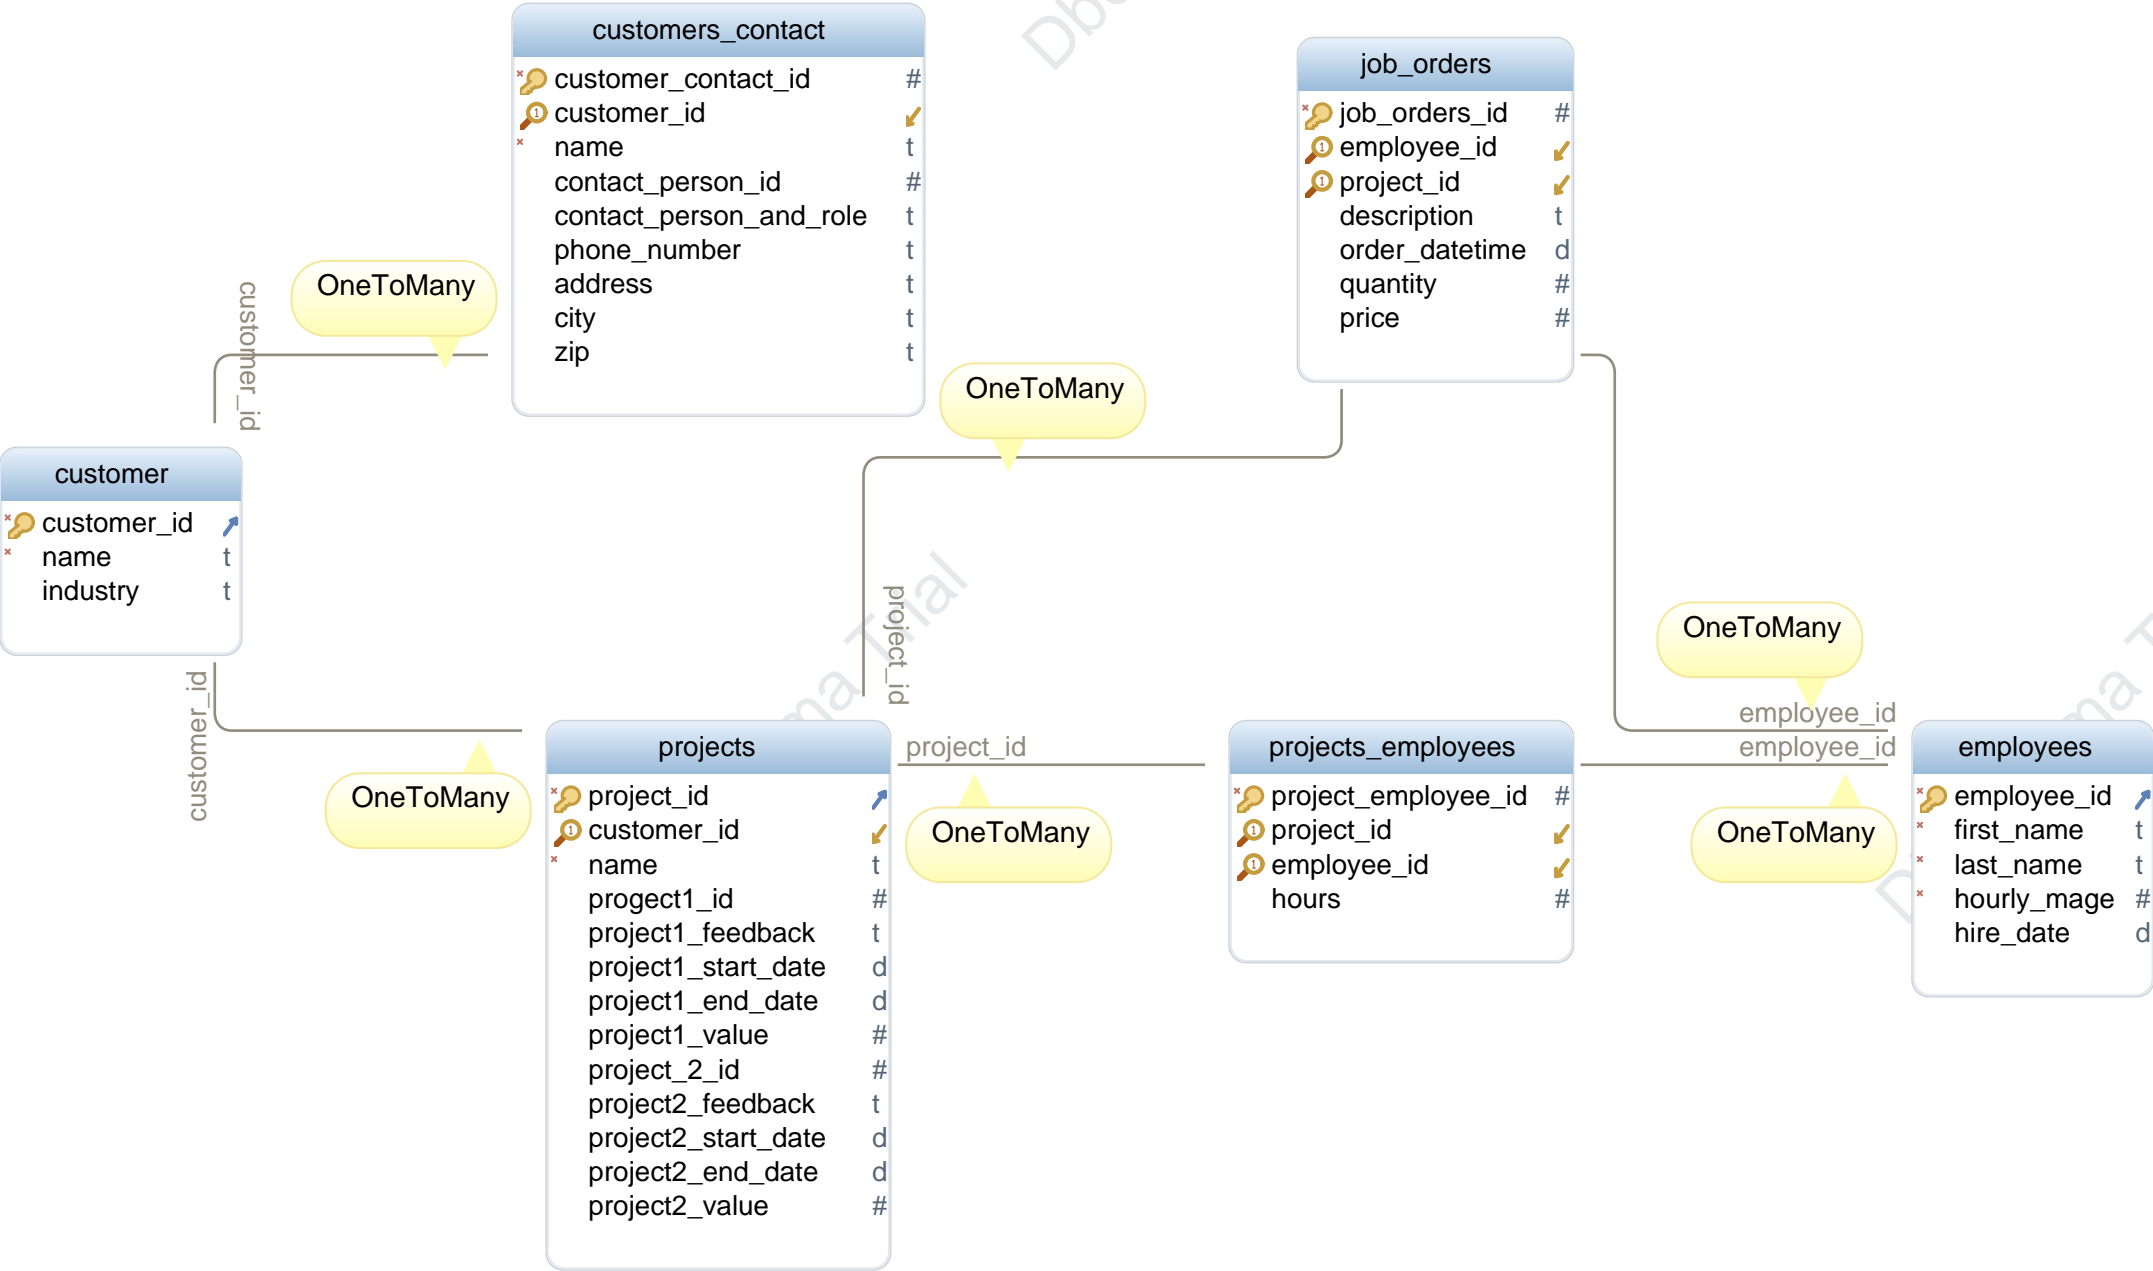 customers_contact
customer_contact_id #
customer_id
name t
contact_person_id #
contact_person_and_role t
phone_number t
address t
city t
zip t
job_orders
job_orders_id #
employee_id
project_id
description t
order_datetime d
quantity #
price #
OneToMany
customer_id
OneToMany
customer
customer_id
name t
industry t
project_id
OneToMany
customer_id
OneToMany
projects
project_id
customer_id
name t
progect1_id #
project1_feedback t
project1_start_date d
project1_end_date d
project1_value #
project_2_id #
project2_feedback t
project2_start_date d
project2_end_date d
project2_value #
project_id
OneToMany
projects_employees
project_employee_id #
project_id
employee_id
hours #
employee_id
employee_id
OneToMany
employees
employee_id
first_name t
last_name t
hourly_mage #
hire_date d
Trial